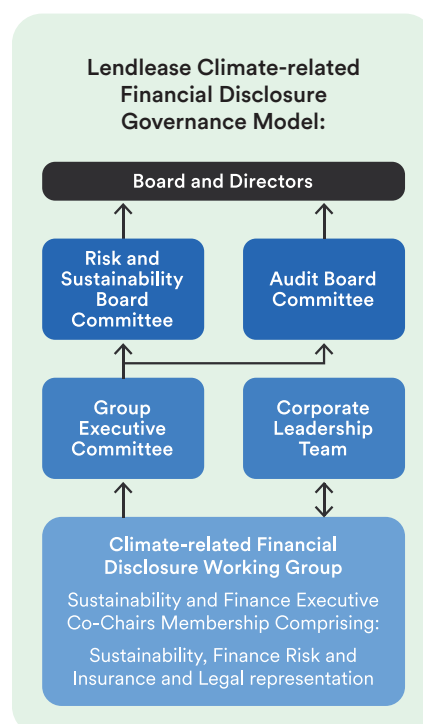 Lendlease Climate-related
Financial Disclosure
Governance Model:
Board and Directors
Risk and
Sustainability
Board
Committee
Audit Board
Committee
Group
Executive
Committee
Corporate
Leadership
Team
Climate-related Financial
Disclosure Working Group
Sustainability and Finance Executive
Co-Chairs Membership Comprising:
Sustainability, Finance Risk and
Insurance and Legal representation